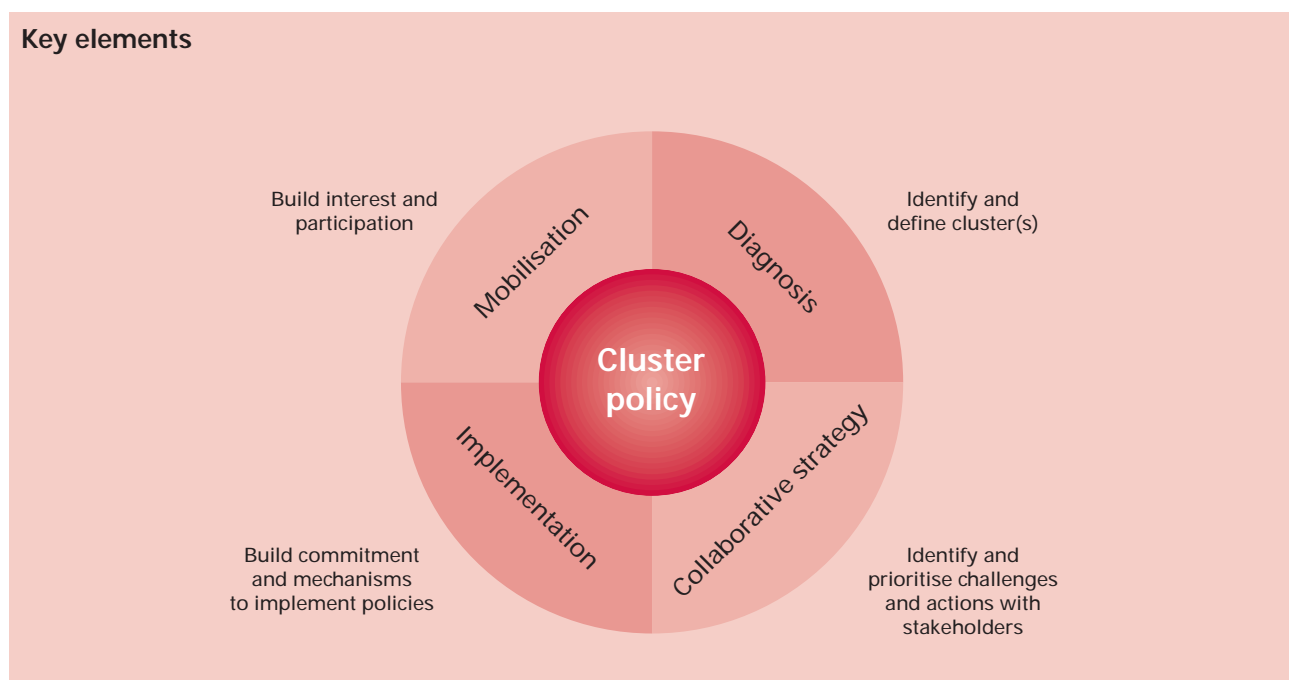 Key elements
Build interest and
participation
Mobilisation
Diagnosis
Identify and
define cluster(s)
Cluster
policy
Implementation
Collaborative strategy
Build commitment
and mechanisms
to implement policies
Identify and
prioritise challenges
and actions with
stakeholders